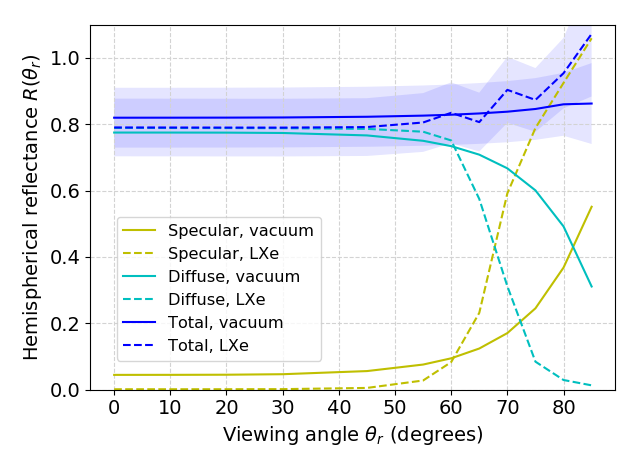 Hemispherical reflectance R(θr)
1.0
0.8
0.6
0.4
0.2
0.0
Specular, vacuum
Specular, LXe
Diffuse, vacuum
Diffuse, LXe
Total, vacuum
Total, LXe
0 10 20 30 40 50 60 70 80
Viewing angle θr (degrees)